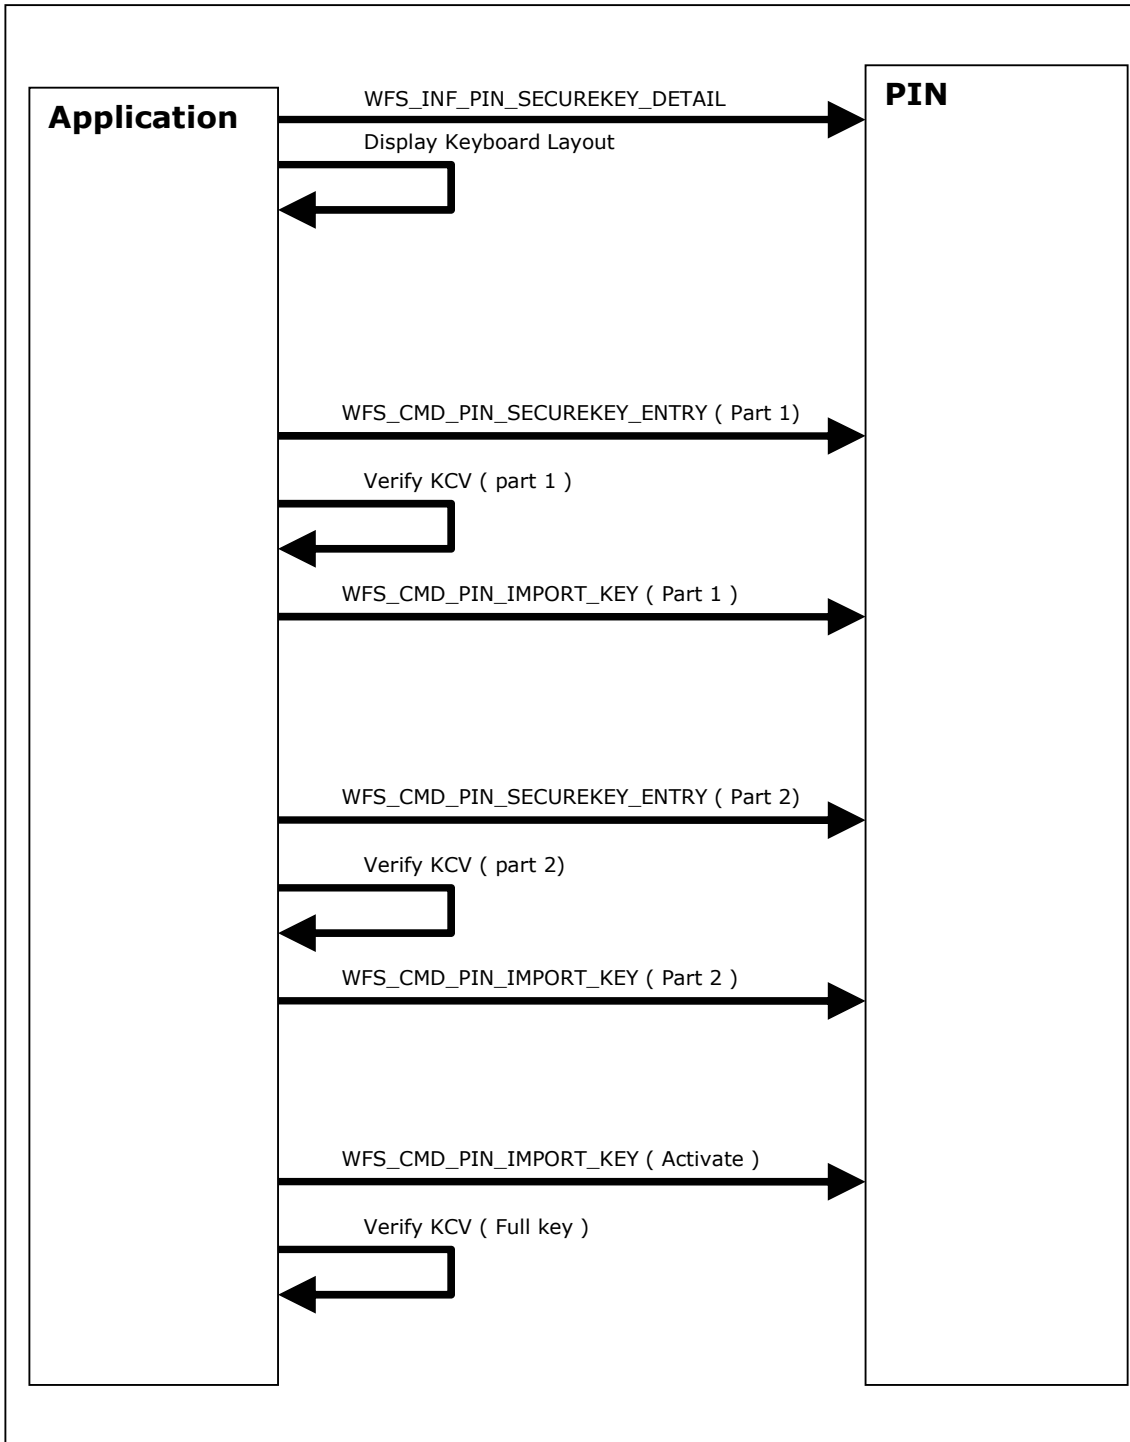 Application
PIN
WFS_INF_PIN_SECUREKEY_DETAIL
Display Keyboard Layout
WFS_CMD_PIN_SECUREKEY_ENTRY ( Part 1)
Verify KCV ( part 1 )
WFS_CMD_PIN_IMPORT_KEY ( Part 1 )
WFS_CMD_PIN_SECUREKEY_ENTRY ( Part 2)
Verify KCV ( part 2)
WFS_CMD_PIN_IMPORT_KEY ( Part 2 )
WFS_CMD_PIN_IMPORT_KEY ( Activate )
Verify KCV ( Full key )